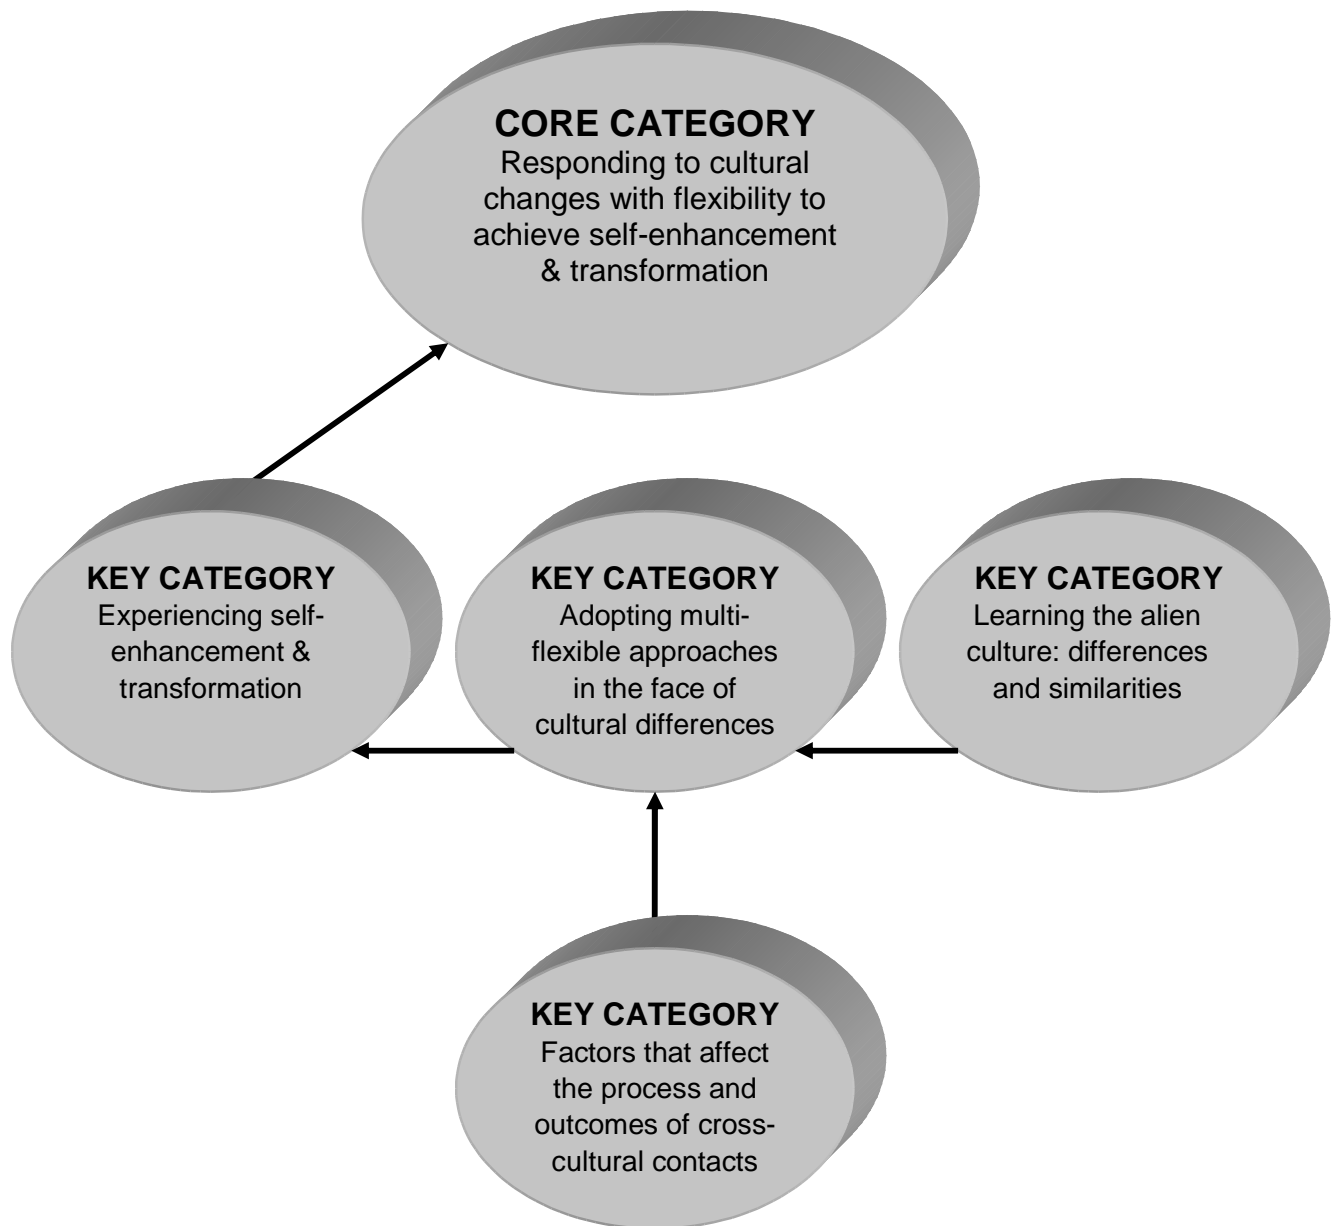 CORE CATEGORY
Responding to cultural
changes with flexibility to
achieve self-enhancement
& transformation
KEY CATEGORY
Experiencing self-
enhancement &
transformation
KEY CATEGORY
Adopting multi-
flexible approaches
in the face of
cultural differences
KEY CATEGORY
Learning the alien
culture: differences
and similarities
KEY CATEGORY
Factors that affect
the process and
outcomes of cross-
cultural contacts